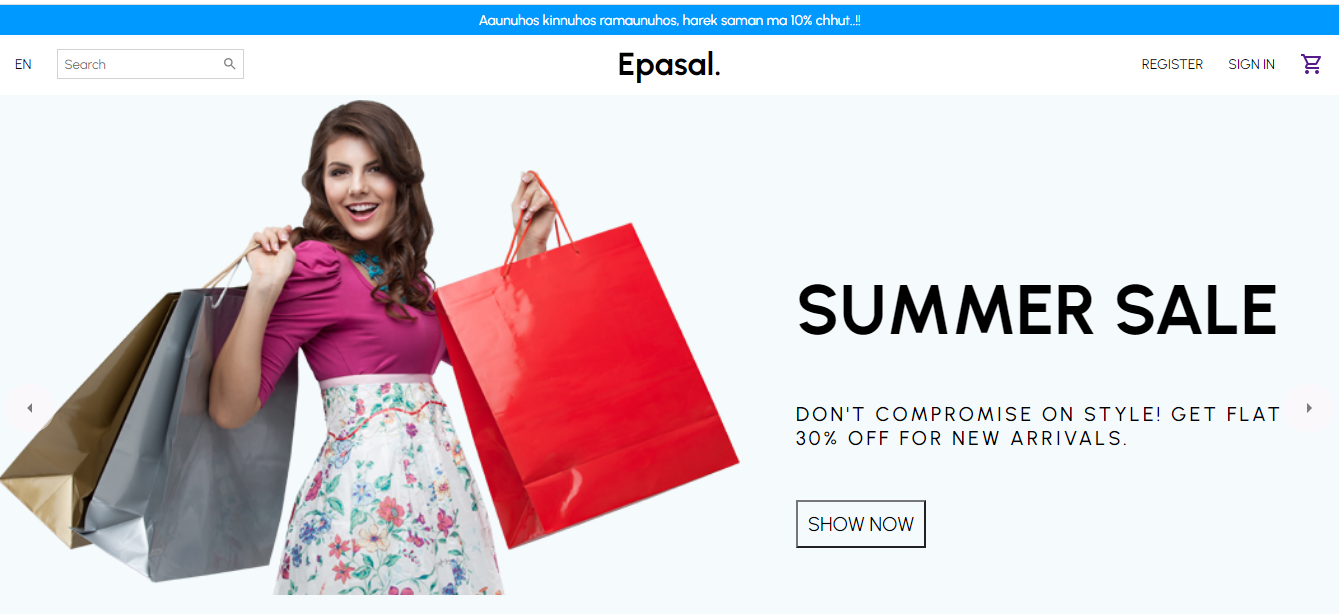 Aaunuhos kinnuhos ramaunuhos, harek saman ma 10% chhut..!!
EN
Search
Epasal.
REGISTER
SIGN IN
SUMMER SALE
DON'T COMPROMISE ON STYLE! GET FLAT
30% OFF FOR NEW ARRIVALS.
SHOW NOW